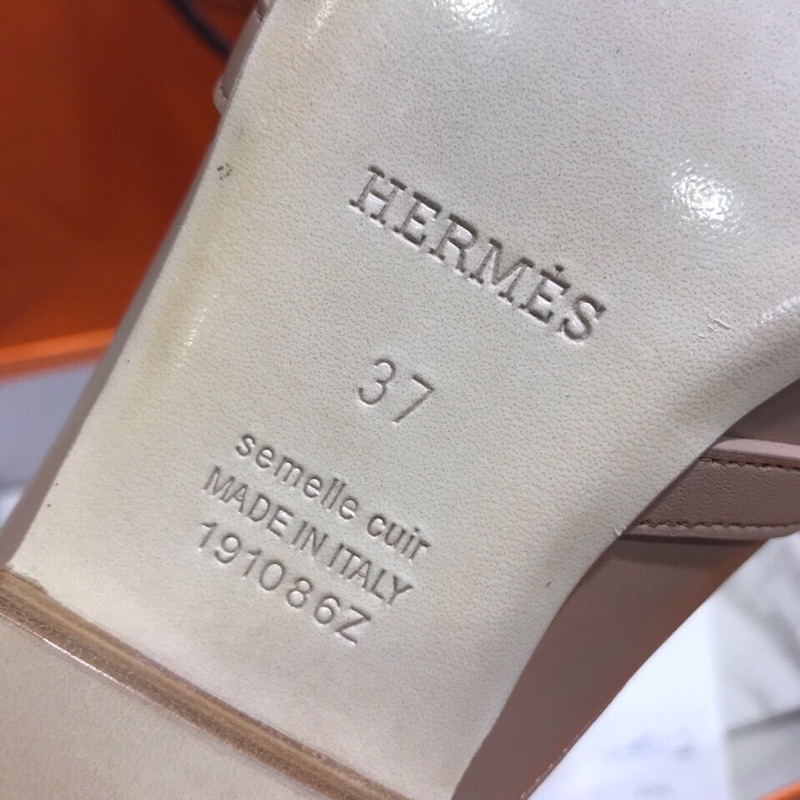 HERMÈS
37
semelle cuir
MADE IN ITALY
191086Z